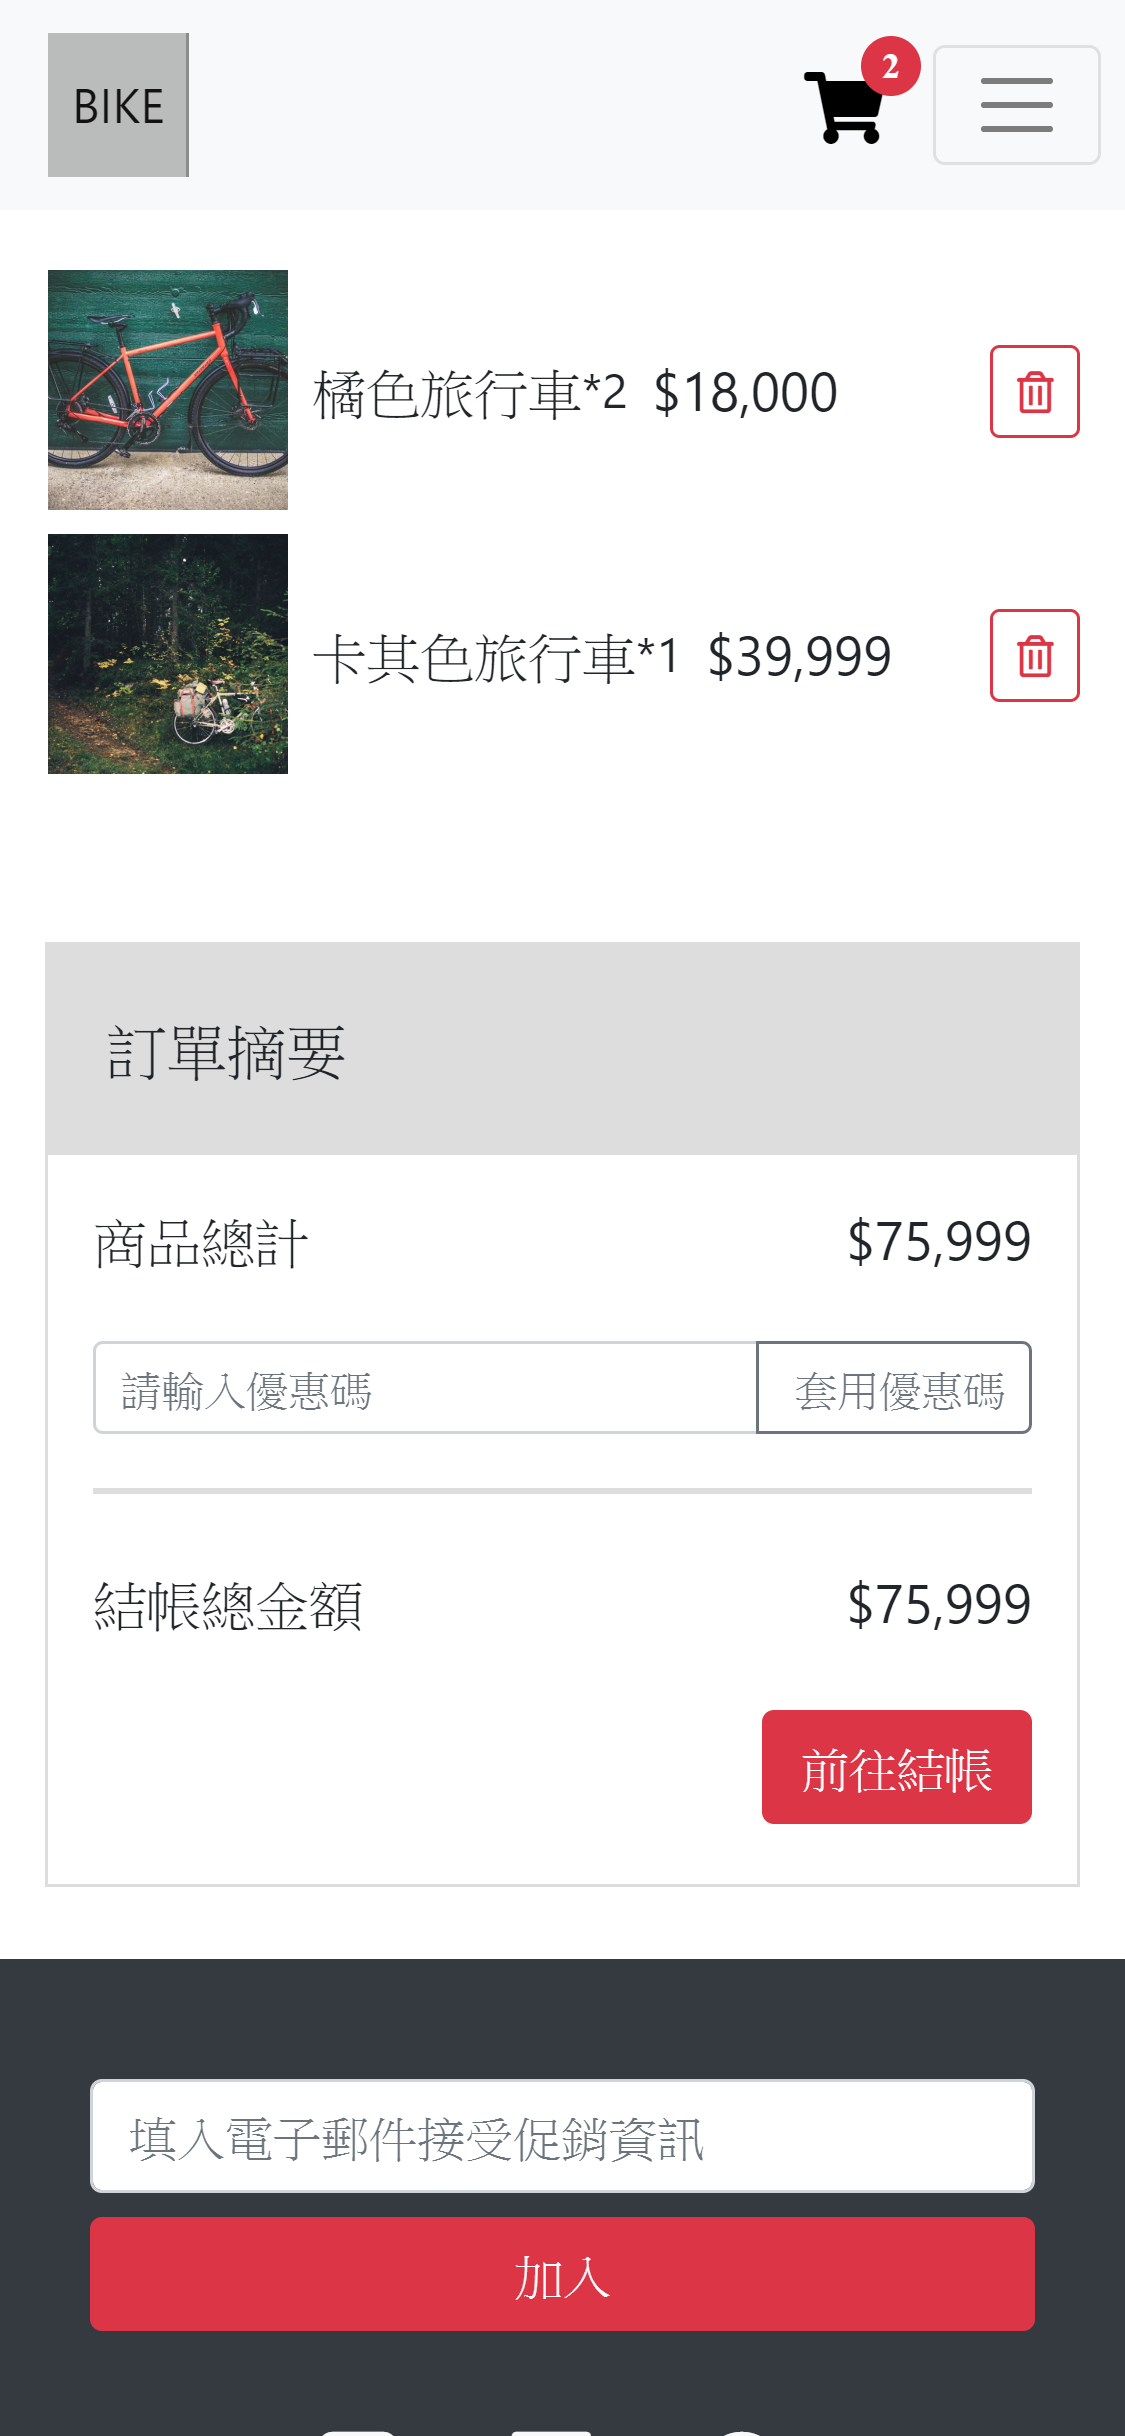 BIKE
2
橘色旅行車*2 $18,000
卡其色旅行車*1 $39,999
訂單摘要
商品總計 $75,999
請輸入優惠碼 套用優惠碼
結帳總金額 $75,999
前往結帳
填入電子郵件接受促銷資訊
加入